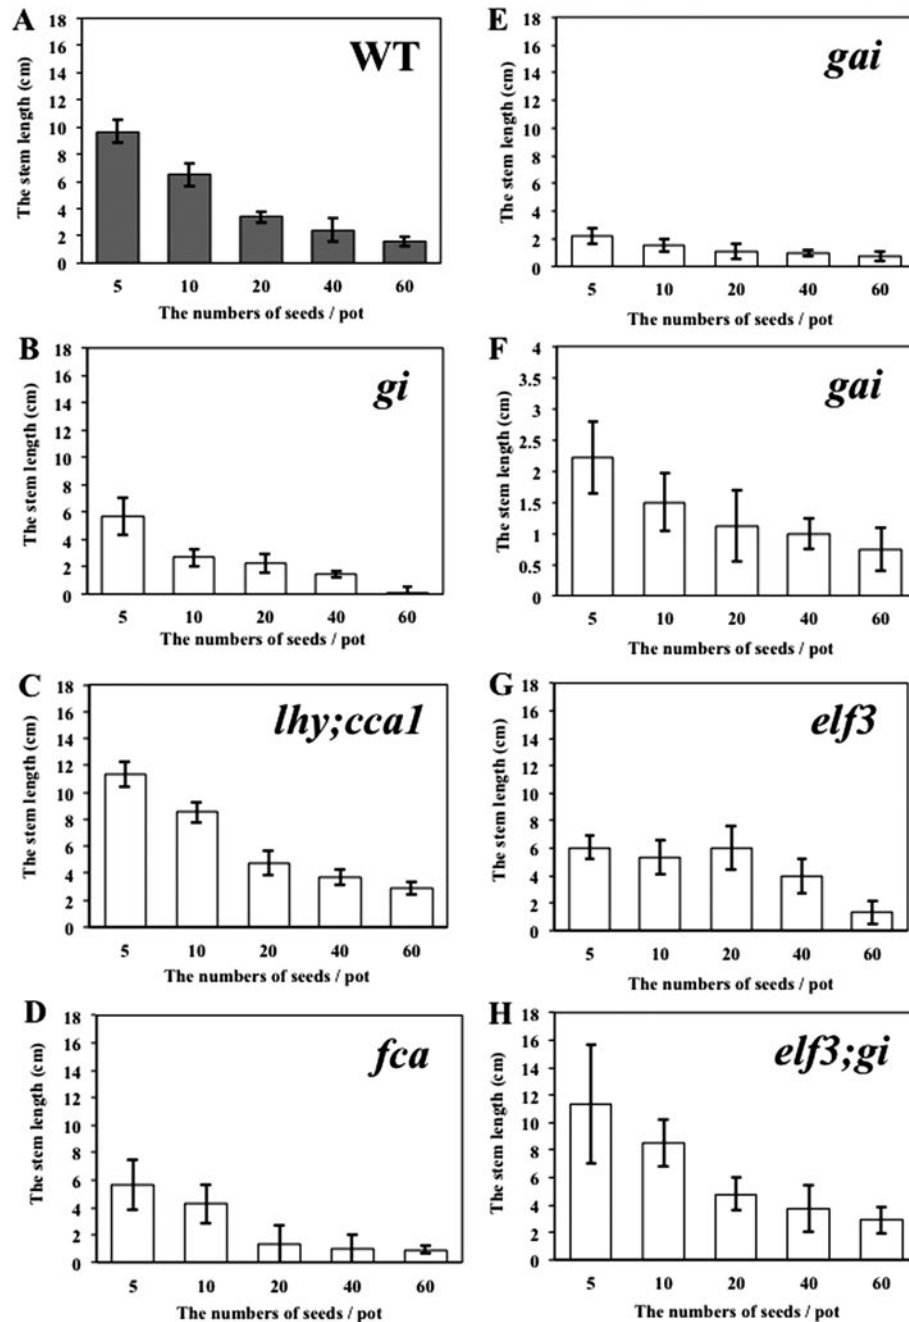 A
WT
The stem length (cm)
18
16
14
12
10
8
6
4
2
0
5 10 20 40 60
The numbers of seeds / pot
B
gi
The stem length (cm)
18
16
14
12
10
8
6
4
2
0
5 10 20 40 60
The numbers of seeds / pot
C
lhy;cca1
The stem length (cm)
18
16
14
12
10
8
6
4
2
0
5 10 20 40 60
The numbers of seeds / pot
D
fca
The stem length (cm)
18
16
14
12
10
8
6
4
2
0
5 10 20 40 60
The numbers of seeds / pot
E
gai
The stem length (cm)
18
16
14
12
10
8
6
4
2
0
5 10 20 40 60
The numbers of seeds / pot
F
gai
The stem length (cm)
4
3.5
3
2.5
2
1.5
1
0.5
0
5 10 20 40 60
The numbers of seeds / pot
G
elf3
The stem length (cm)
18
16
14
12
10
8
6
4
2
0
5 10 20 40 60
The numbers of seeds / pot
H
elf3;gi
The stem length (cm)
18
16
14
12
10
8
6
4
2
0
5 10 20 40 60
The numbers of seeds / pot